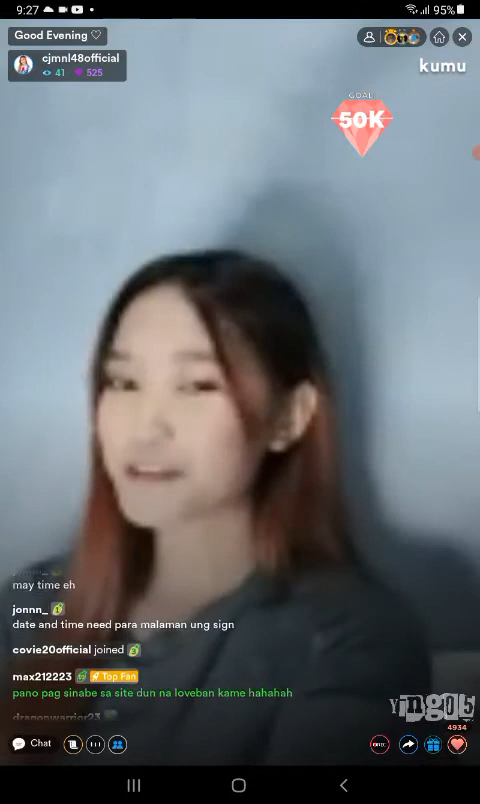 9:27
95%
Good Evening ♡
cjmnl48official
41 525
kumu
GOAL
50K
may time eh
jonnn_
date and time need para malaman ung sign
covie20official joined
max212223 Top Fan
pano pag sinabe sa site dun na loveban kame hahahah
dragonwarrior23
Yingo15
4934
Chat